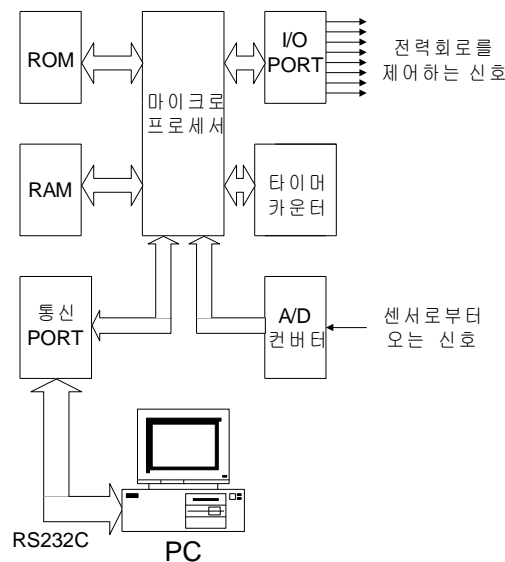 ROM
마이크로
프로세서
I/O
PORT
전력회로를
제어하는 신호
RAM
타이머
카운터
통신
PORT
A/D
컨버터
센서로부터
오는 신호
RS232C
PC